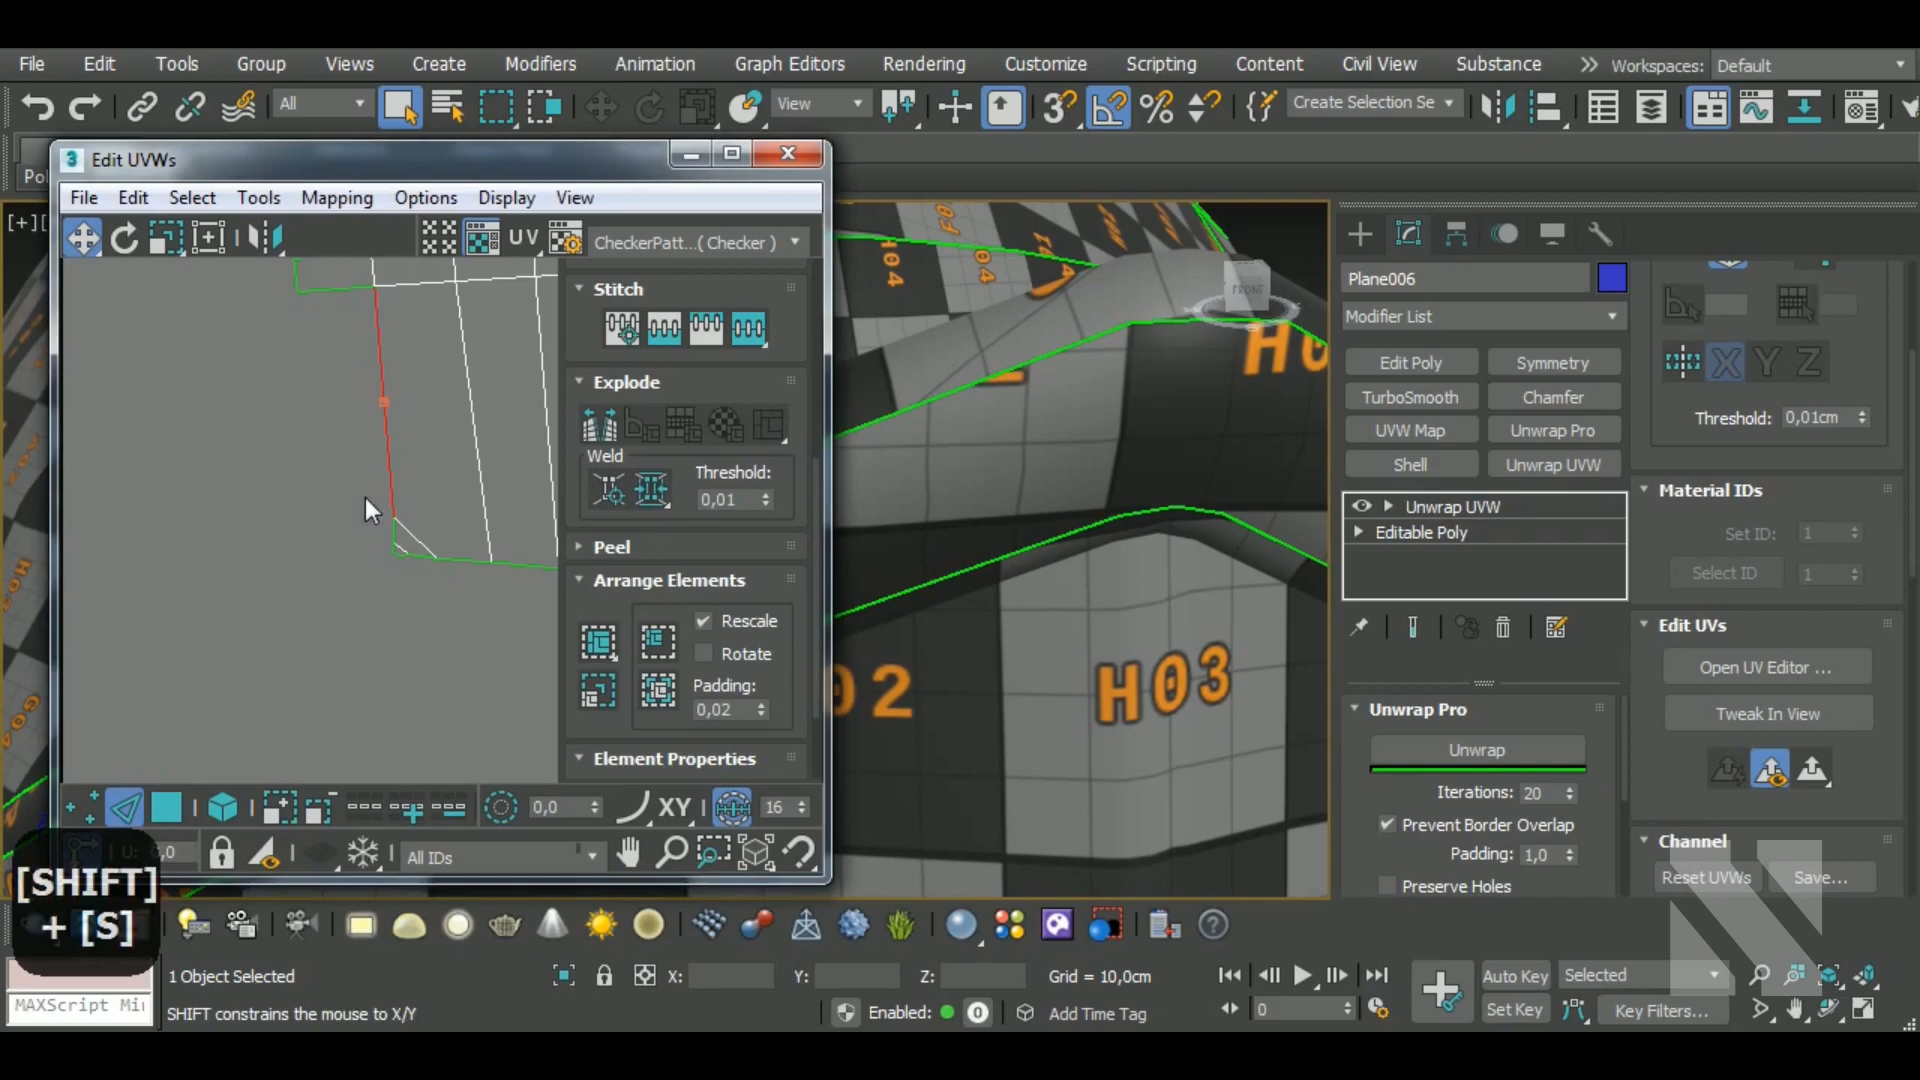 File Edit Tools Group Views Create Modifiers Animation Graph Editors Rendering Customize Scripting Content Civil View Substance Workspaces: Default
All View Create Selection Se
3 Edit UVWs
File Edit Select Tools Mapping Options Display View
[+][
UV CheckerPatt...( Checker )
Stitch
Explode
Weld
Threshold:
0,01
Peel
Arrange Elements
Rescale
Rotate
Padding:
0,02
Element Properties
0,0 XY 16
U: All IDs
[SHIFT]
+ [S]
H04
04
FRONT
H0
02
H03
Plane006
Modifier List
Edit Poly Symmetry
TurboSmooth Chamfer
UVW Map Unwrap Pro
Shell Unwrap UVW
Unwrap UVW
Editable Poly
Unwrap Pro
Unwrap
Iterations: 20
Prevent Border Overlap
Padding: 1,0
Preserve Holes
X Y Z
Threshold: 0,01cm
Material IDs
Set ID: 1
Select ID 1
Edit UVs
Open UV Editor ...
Tweak In View
Channel
Reset UVWs Save...
1 Object Selected X: Y: Z: Grid = 10,0cm Auto Key Selected
MAXScript Mi
SHIFT constrains the mouse to X/Y Enabled: 0 Add Time Tag 0 Set Key Key Filters...